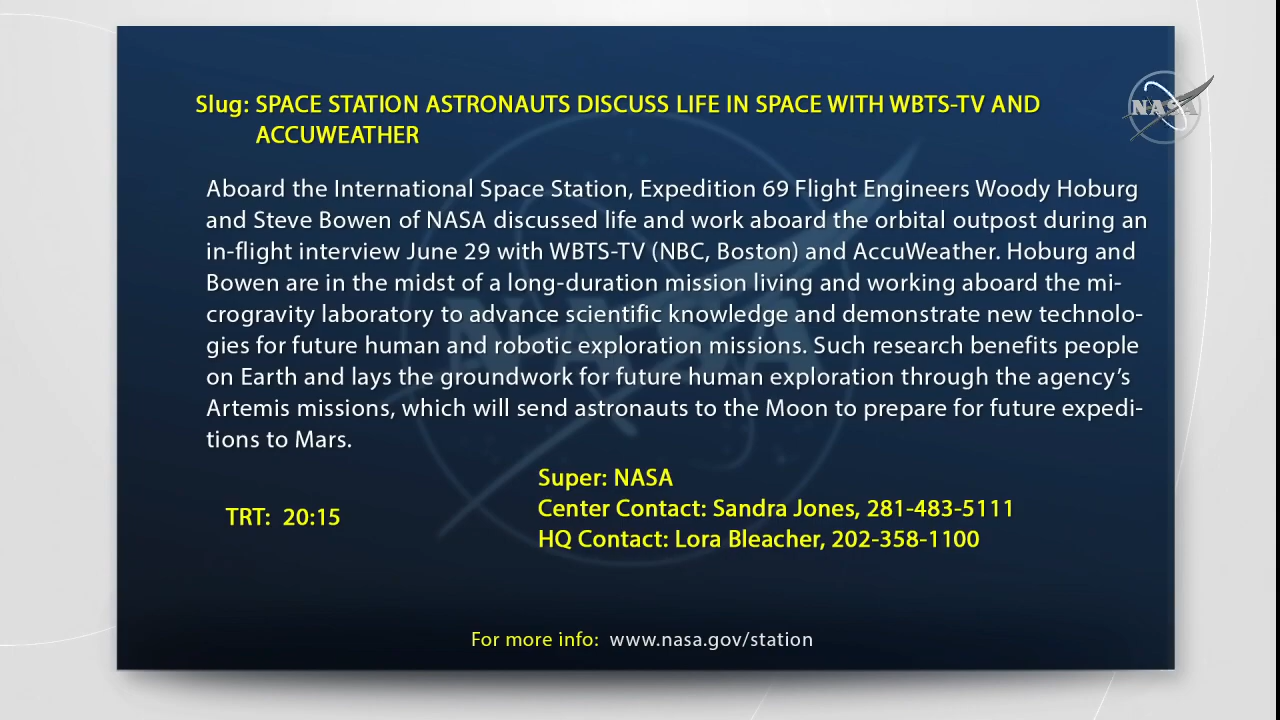 Slug: SPACE STATION ASTRONAUTS DISCUSS LIFE IN SPACE WITH WBTS-TV AND
ACCUWEATHER
NASA
Aboard the International Space Station, Expedition 69 Flight Engineers Woody Hoburg
and Steve Bowen of NASA discussed life and work aboard the orbital outpost during an
in-flight interview June 29 with WBTS-TV (NBC, Boston) and AccuWeather. Hoburg and
Bowen are in the midst of a long-duration mission living and working aboard the mi-
crogravity laboratory to advance scientific knowledge and demonstrate new technolo-
gies for future human and robotic exploration missions. Such research benefits people
on Earth and lays the groundwork for future human exploration through the agency's
Artemis missions, which will send astronauts to the Moon to prepare for future expedi-
tions to Mars.
Super: NASA
Center Contact: Sandra Jones, 281-483-5111
TRT: 20:15
HQ Contact: Lora Bleacher, 202-358-1100
For more info: www.nasa.gov/station